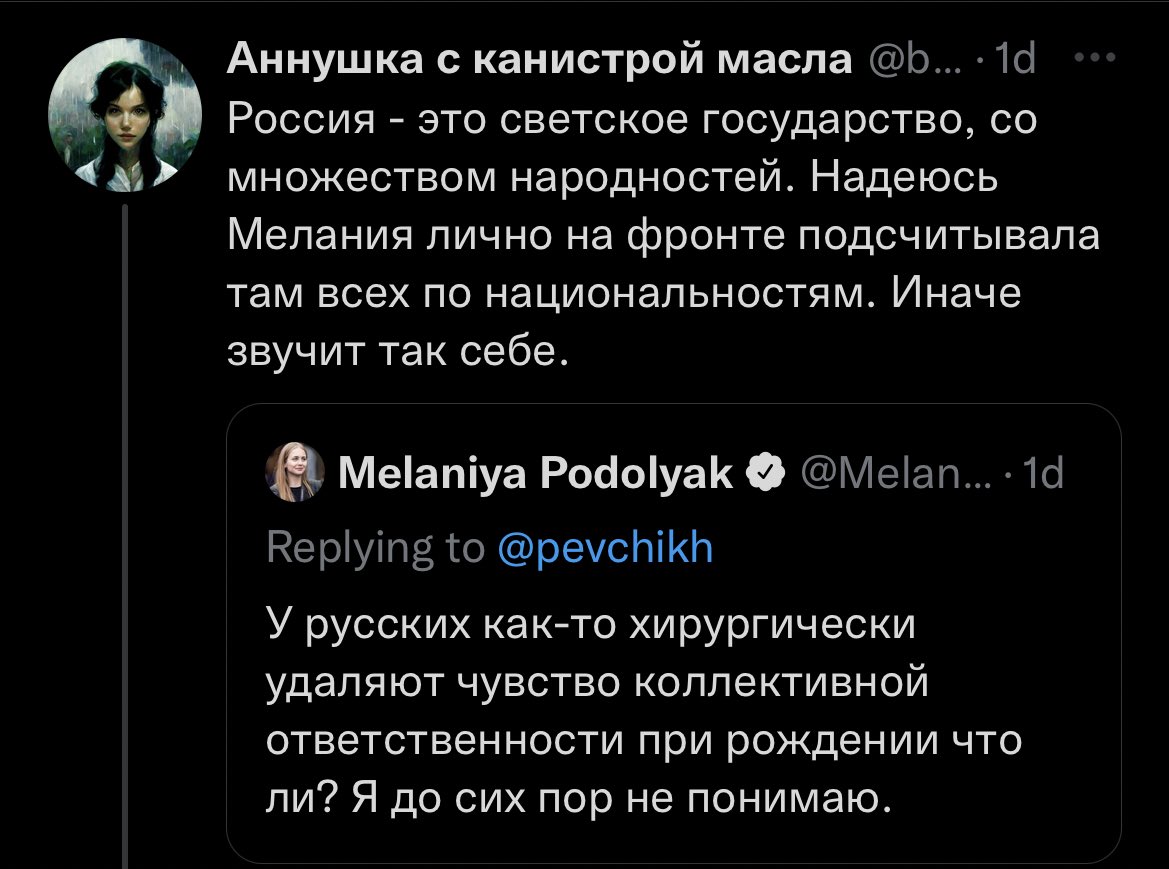 Аннушка с канистрой масла @b... · 1d
Россия - это светское государство, со
множеством народностей. Надеюсь
Мелания лично на фронте подсчитывала
там всех по национальностям. Иначе
звучит так себе.
Melaniya Podolyak @Melan... · 1d
Replying to @pevchikh
У русских как-то хирургически
удаляют чувство коллективной
ответственности при рождении что
ли? Я до сих пор не понимаю.